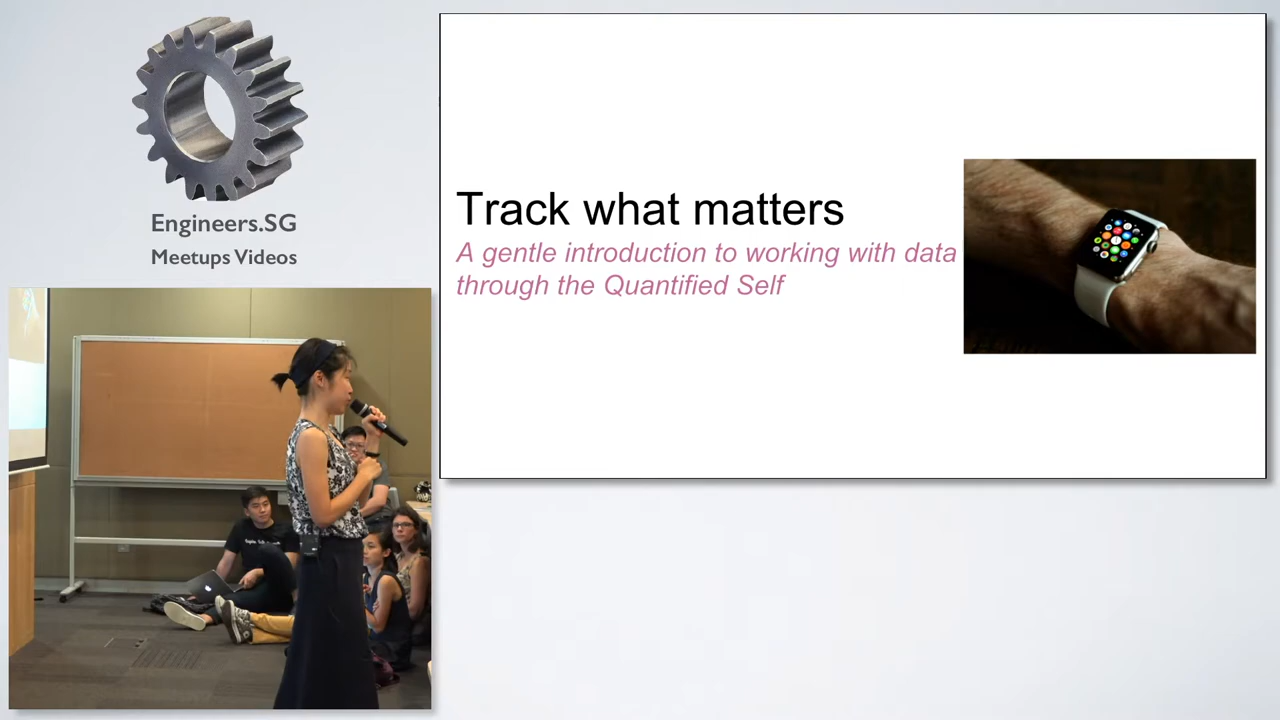 Engineers.SG
Meetups Videos
Track what matters
A gentle introduction to working with data
through the Quantified Self